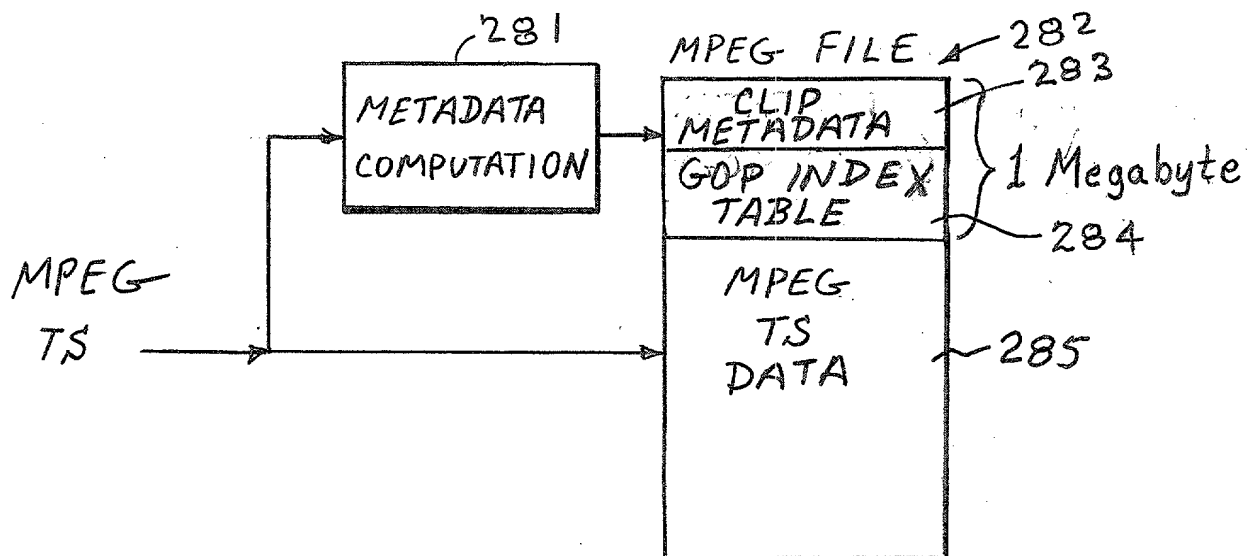 281
METADATA
COMPUTATION
MPEG FILE
282
283
CLIP
METADATA
GOP INDEX
TABLE
1 Megabyte
284
MPEG
TS
MPEG
TS
DATA
285